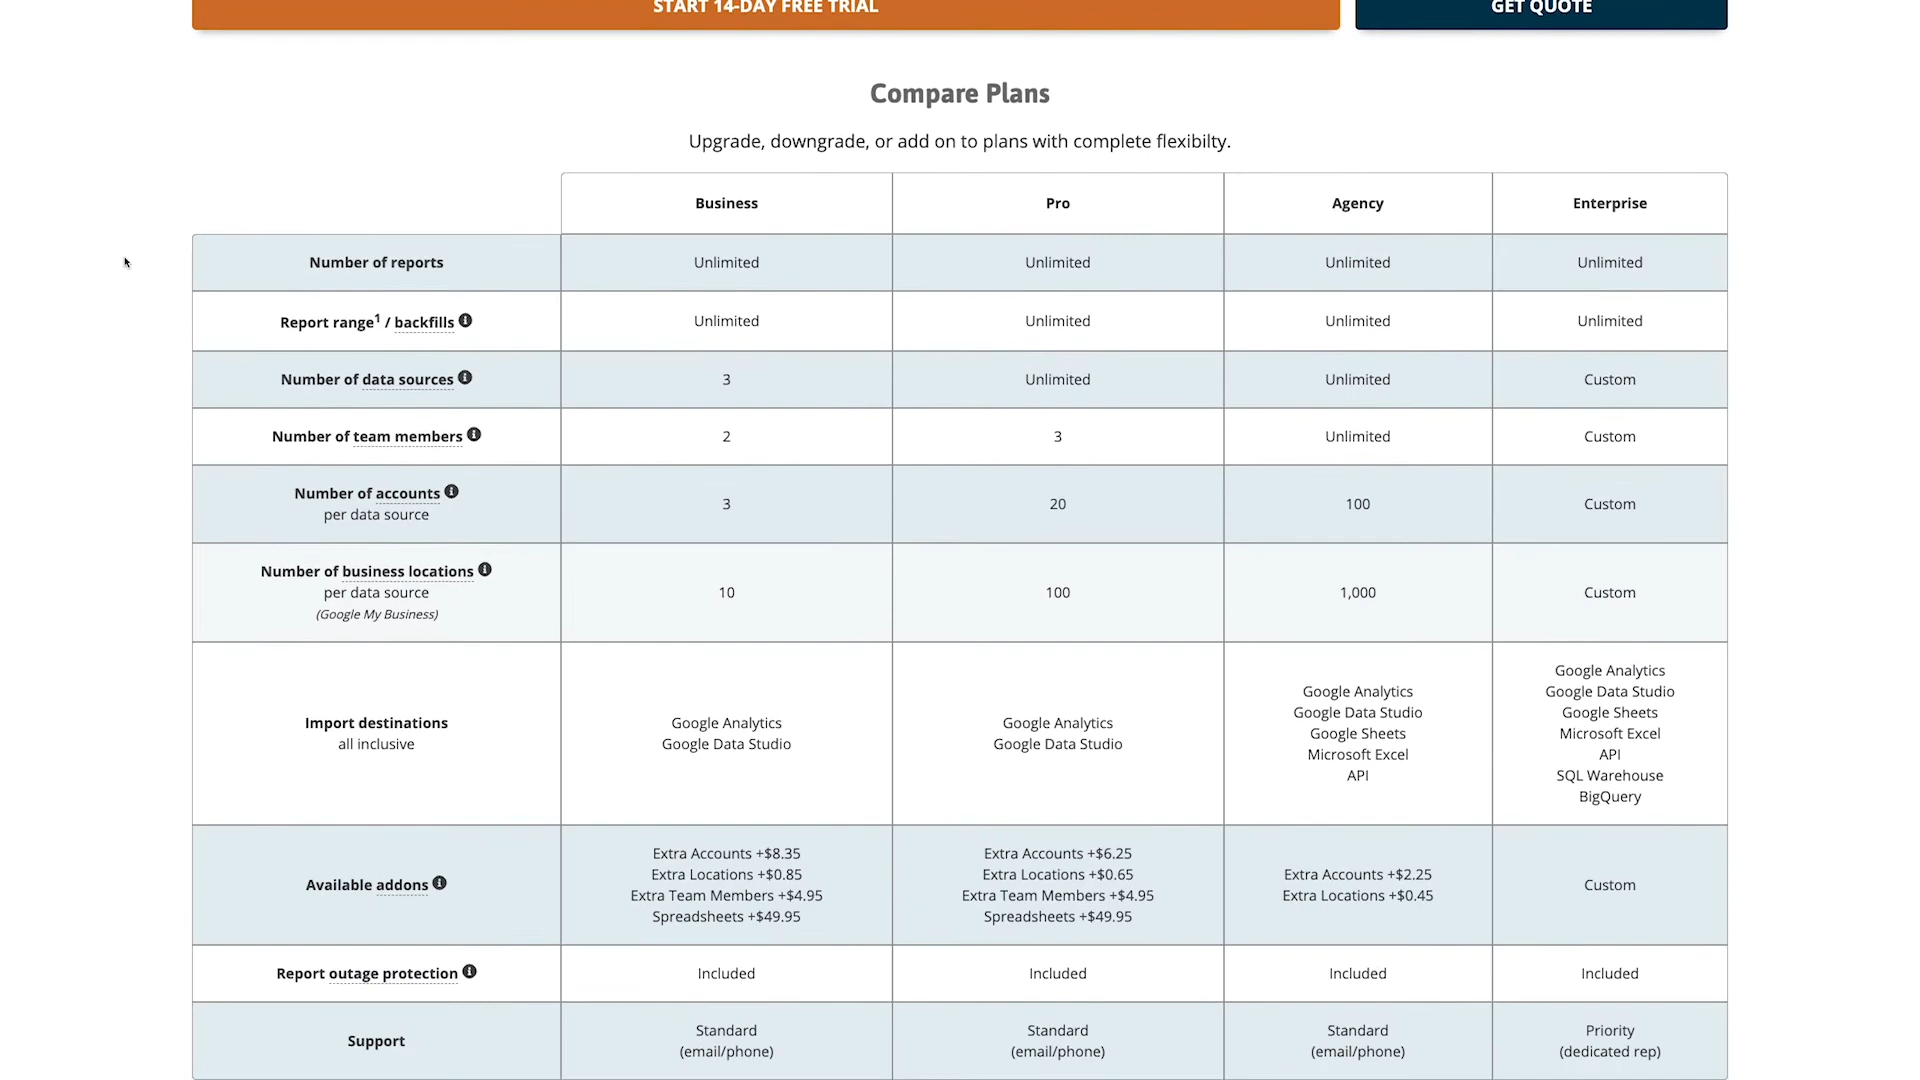 START 14-DAY FREE TRIAL
GET QUOTE
Compare Plans
Upgrade, downgrade, or add on to plans with complete flexibilty.
Business Pro Agency Enterprise
Number of reports Unlimited Unlimited Unlimited Unlimited
Report range1 / backfills Unlimited Unlimited Unlimited Unlimited
Number of data sources 3 Unlimited Unlimited Custom
Number of team members 2 3 Unlimited Custom
Number of accounts
per data source
3 20 100 Custom
Number of business locations
per data source
(Google My Business)
10 100 1,000 Custom
Import destinations
all inclusive
Google Analytics
Google Data Studio
Google Analytics
Google Data Studio
Google Analytics
Google Data Studio
Google Sheets
Microsoft Excel
API
Google Analytics
Google Data Studio
Google Sheets
Microsoft Excel
API
SQL Warehouse
BigQuery
Available addons
Extra Accounts +$8.35
Extra Locations +$0.85
Extra Team Members +$4.95
Spreadsheets +$49.95
Extra Accounts +$6.25
Extra Locations +$0.65
Extra Team Members +$4.95
Spreadsheets +$49.95
Extra Accounts +$2.25
Extra Locations +$0.45
Custom
Report outage protection Included Included Included Included
Support
Standard
(email/phone)
Standard
(email/phone)
Standard
(email/phone)
Priority
(dedicated rep)